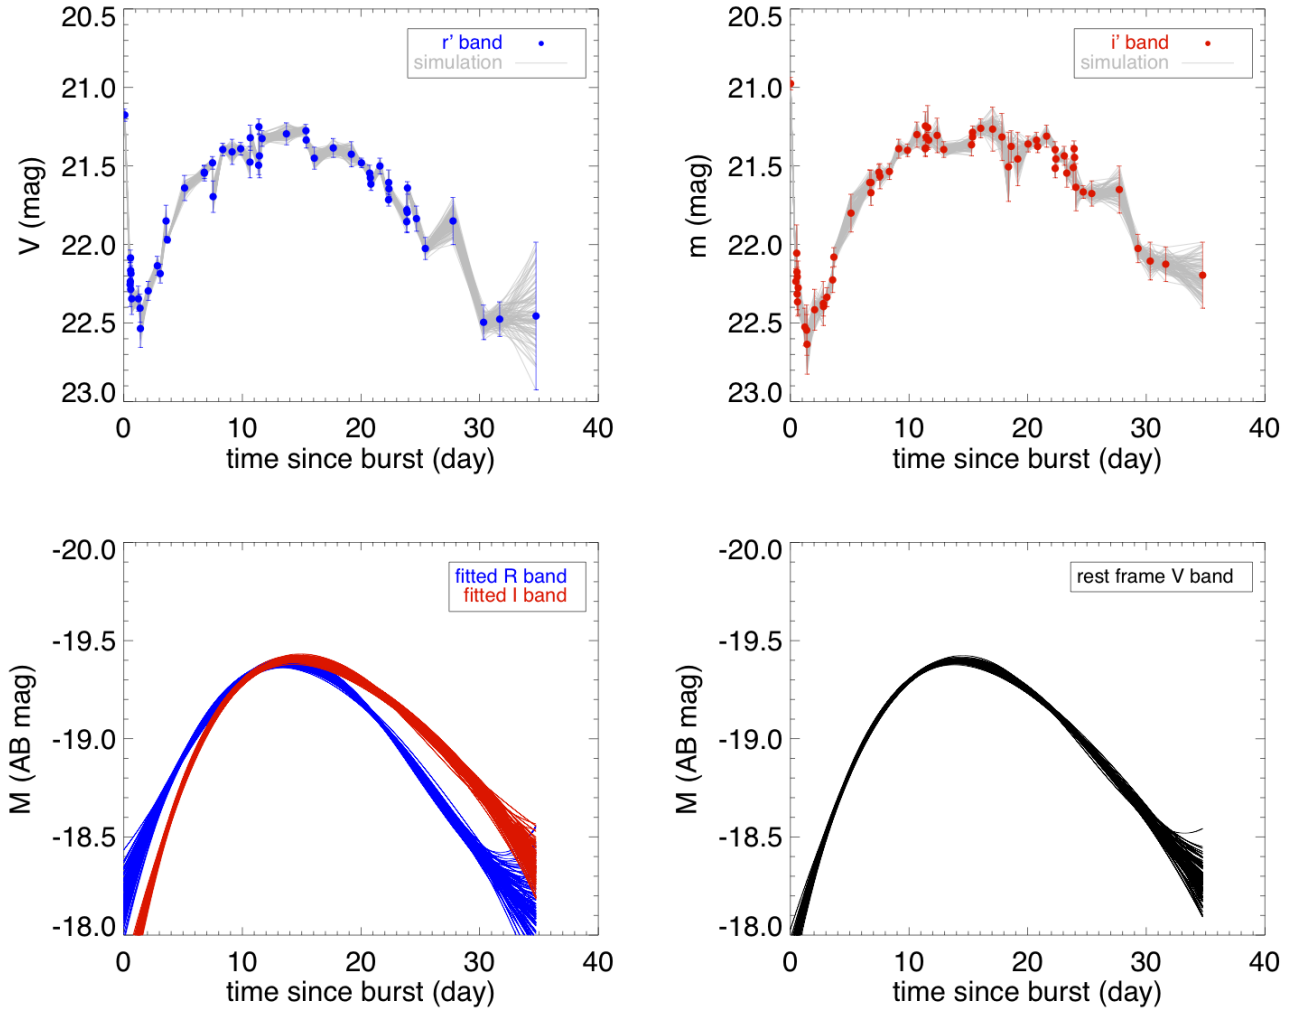 r' band
simulation
20.5
21.0
21.5
22.0
22.5
23.0
V (mag)
0
10
20
30
40
time since burst (day)
i' band
simulation
20.5
21.0
21.5
22.0
22.5
23.0
m (mag)
0
10
20
30
40
time since burst (day)
fitted R band
fitted I band
-20.0
-19.5
-19.0
-18.5
-18.0
M (AB mag)
0
10
20
30
40
time since burst (day)
rest frame V band
-20.0
-19.5
-19.0
-18.5
-18.0
M (AB mag)
0
10
20
30
40
time since burst (day)